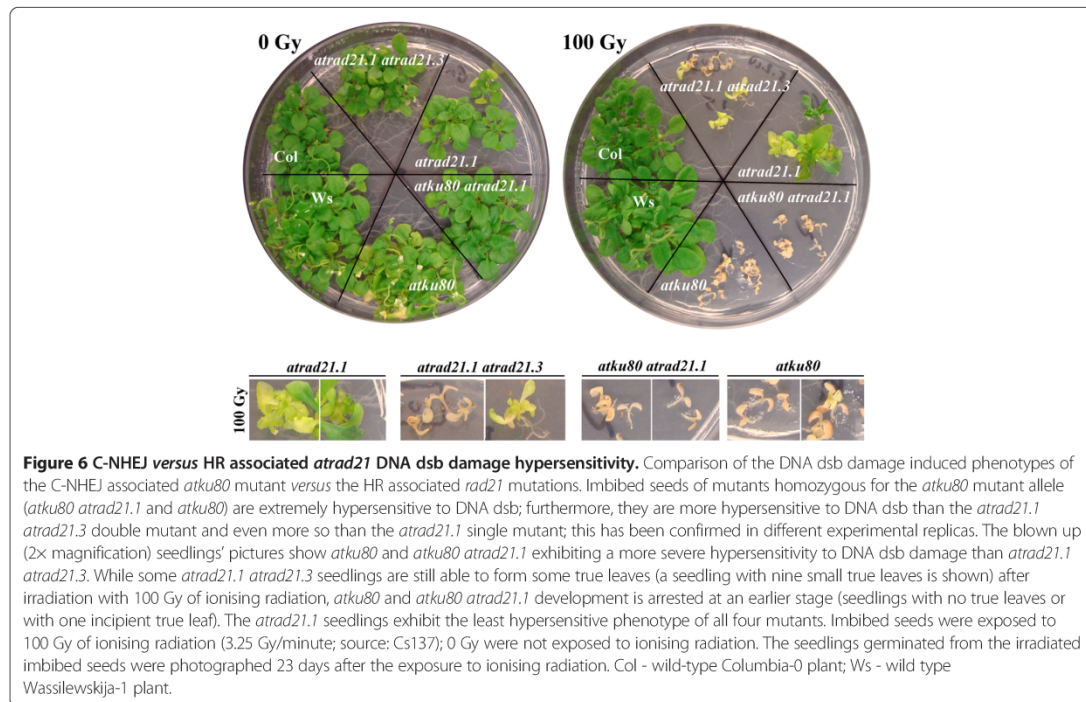 0 Gy
100 Gy
atrad21.1 atrad21.3
atrad21.1
atku80 atrad21.1
atku80
Ws
Col
atrad21.1 atrad21.3
atrad21.1
atku80 atrad21.1
atku80
Ws
Col
atrad21.1
atrad21.1 atrad21.3
atku80 atrad21.1
atku80
100 Gy
Figure 6 C-NHEJ versus HR associated atrad21 DNA dsb damage hypersensitivity. Comparison of the DNA dsb damage induced phenotypes of
the C-NHEJ associated atku80 mutant versus the HR associated rad21 mutations. Imbibed seeds of mutants homozygous for the atku80 mutant allele
(atku80 atrad21.1 and atku80) are extremely hypersensitive to DNA dsb; furthermore, they are more hypersensitive to DNA dsb than the atrad21.1
atrad21.3 double mutant and even more so than the atrad21.1 single mutant; this has been confirmed in different experimental replicas. The blown up
(2× magnification) seedlings' pictures show atku80 and atku80 atrad21.1 exhibiting a more severe hypersensitivity to DNA dsb damage than atrad21.1
atrad21.3. While some atrad21.1 atrad21.3 seedlings are still able to form some true leaves (a seedling with nine small true leaves is shown) after
irradiation with 100 Gy of ionising radiation, atku80 and atku80 atrad21.1 development is arrested at an earlier stage (seedlings with no true leaves or
with one incipient true leaf). The atrad21.1 seedlings exhibit the least hypersensitive phenotype of all four mutants. Imbibed seeds were exposed to
100 Gy of ionising radiation (3.25 Gy/minute; source: Cs137); 0 Gy were not exposed to ionising radiation. The seedlings germinated from the irradiated
imbibed seeds were photographed 23 days after the exposure to ionising radiation. Col - wild-type Columbia-0 plant; Ws - wild type
Wassilewskija-1 plant.